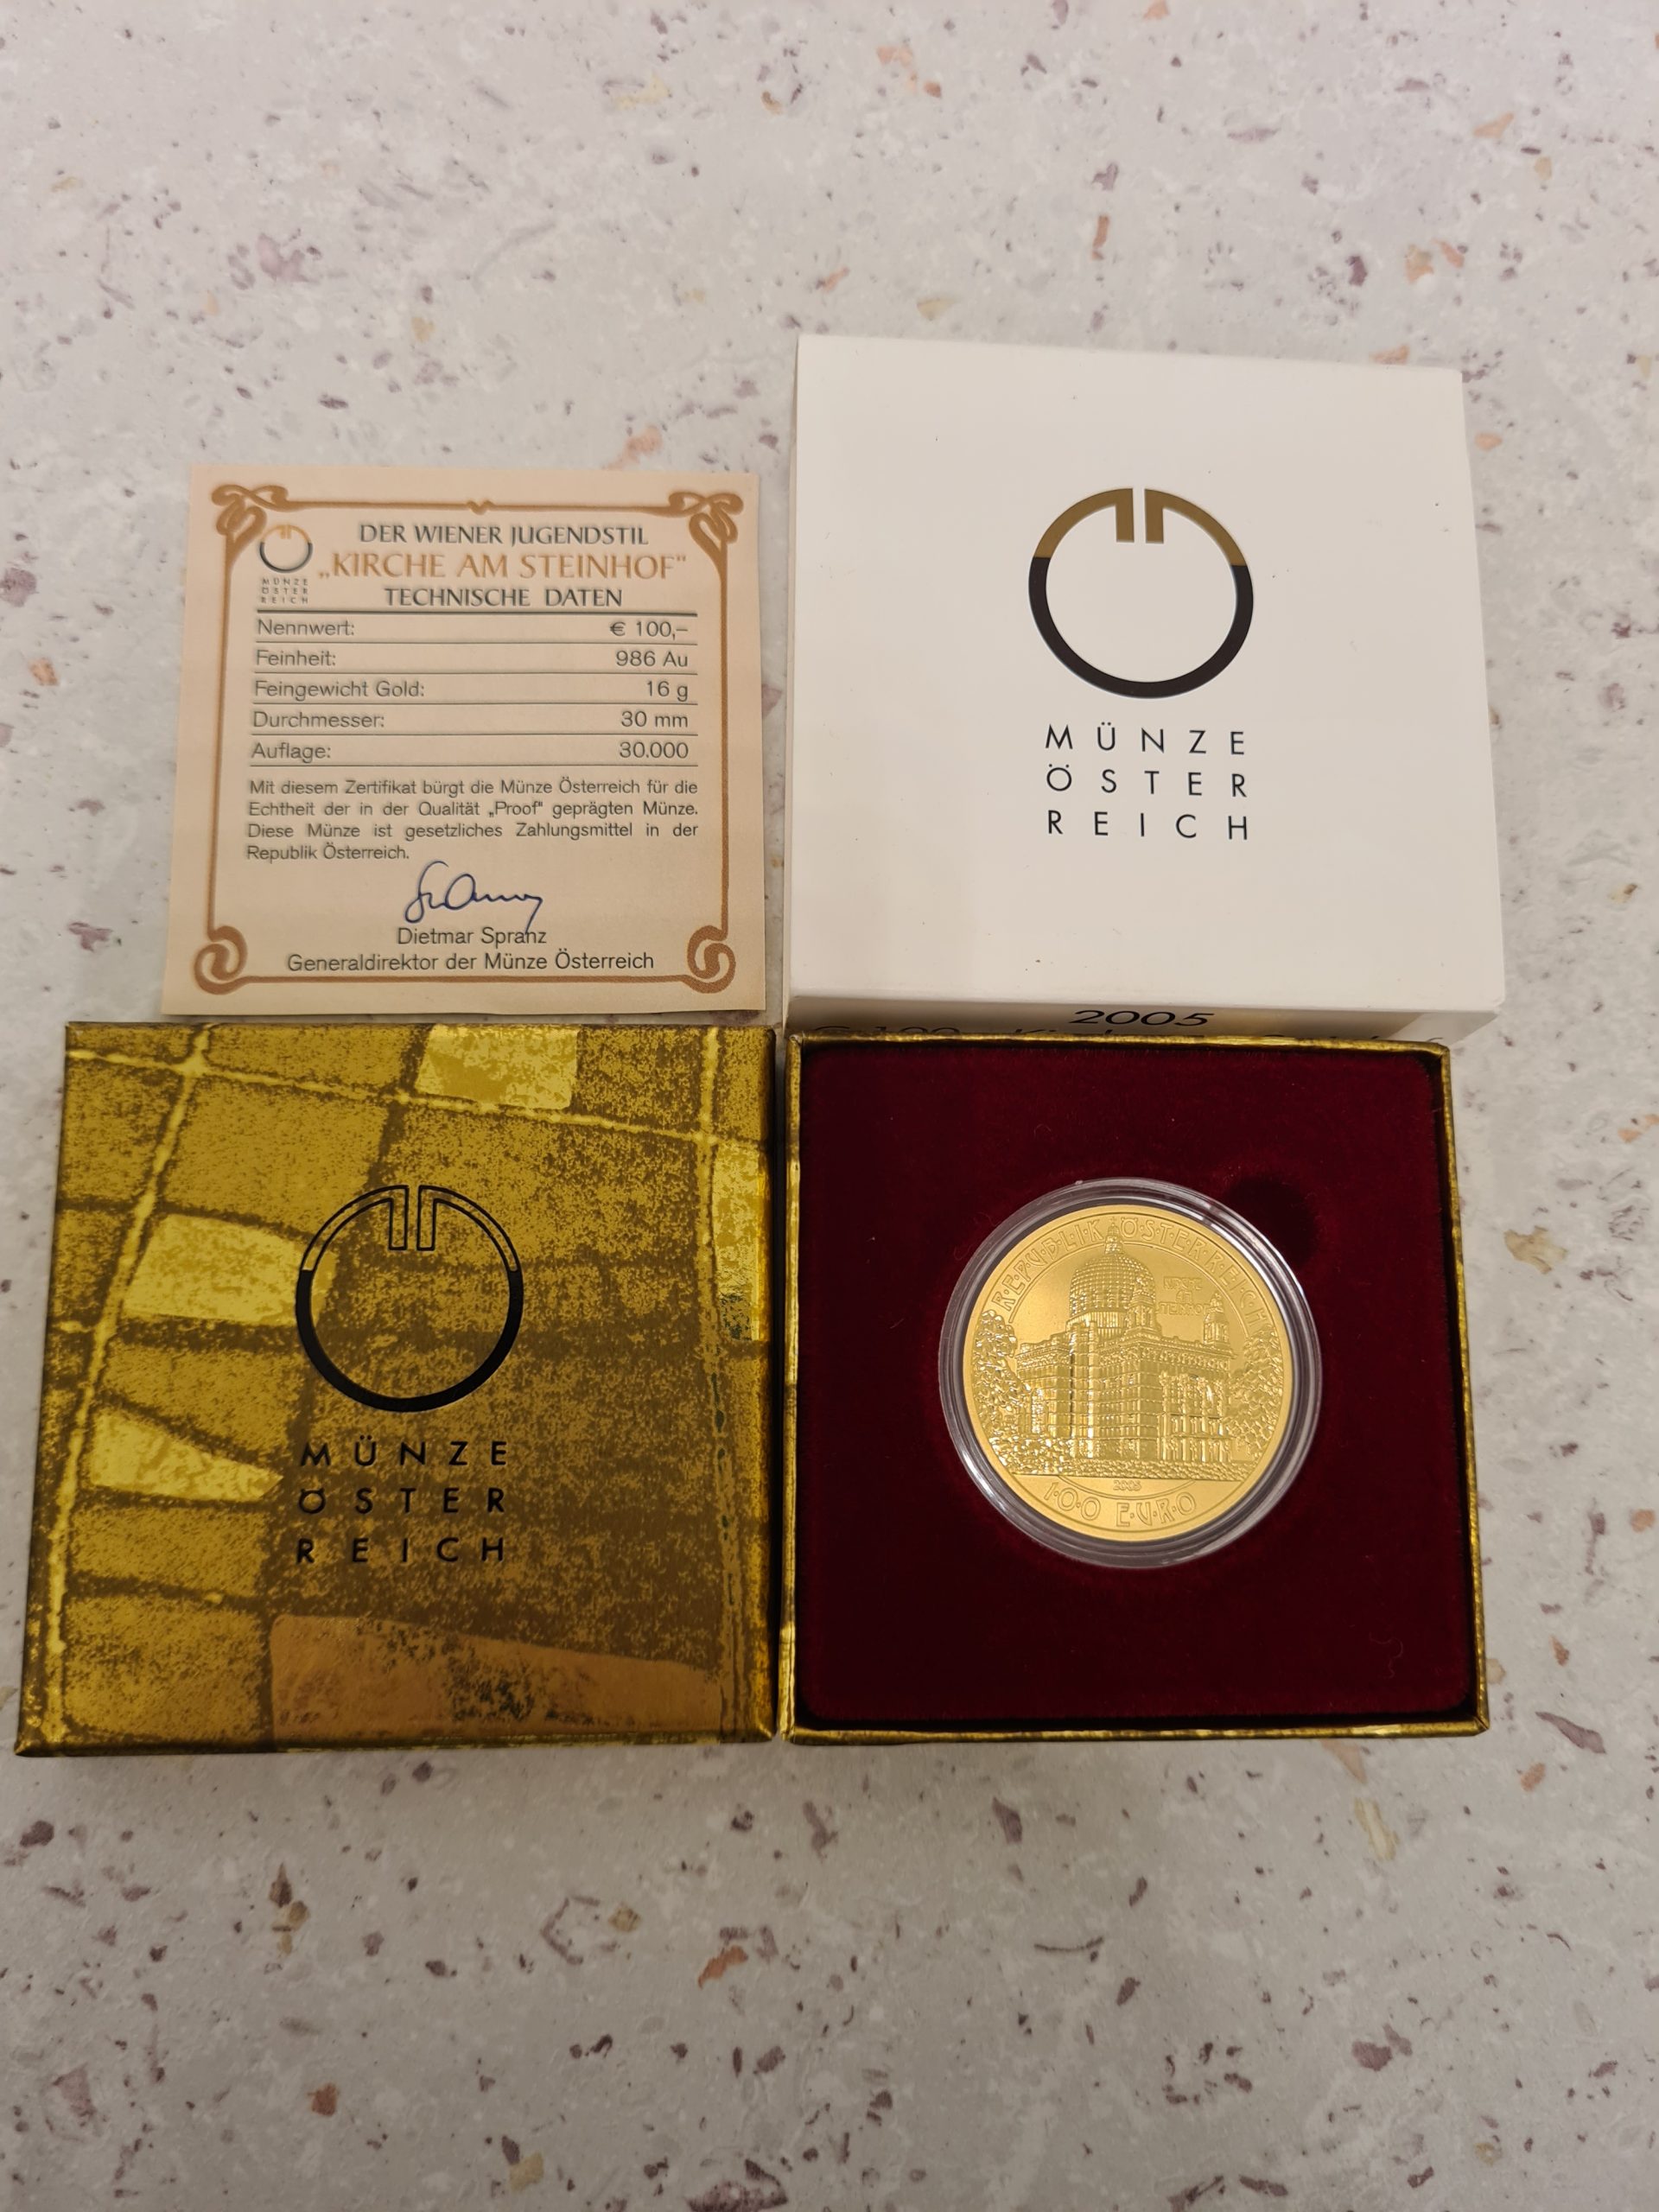 DER WIENER JUGENDSTIL
„KIRCHE AM STEINHOF"
TECHNISCHE DATEN
MÜNZE
ÖSTER
REICH
Nennwert: € 100,–
Feinheit: 986 Au
Feingewicht Gold: 16 g
Durchmesser: 30 mm
Auflage: 30.000
Mit diesem Zertifikat bürgt die Münze Österreich für die
Echtheit der in der Qualität „Proof" geprägten Münze.
Diese Münze ist gesetzliches Zahlungsmittel in der
Republik Österreich.
Dietmar Spranz
Generaldirektor der Münze Österreich
MÜNZE
ÖSTER
REICH
2005
MÜNZE
ÖSTER
REICH
REPUBLIK ÖSTERREICH
2005
100 EURO